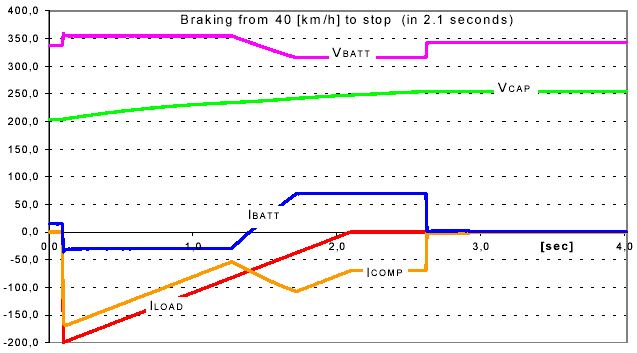 Braking from 40 [km/h] to stop (in 2.1 seconds)
400,0
350,0
VBATT
300,0
250,0
VCAP
200,0
150,0
100,0
50,0
IBATT
0,0
0,0 1,0 2,0 3,0 [sec] 4,0
-50,0
ICOMP
-100,0
ILOAD
-150,0
-200,0